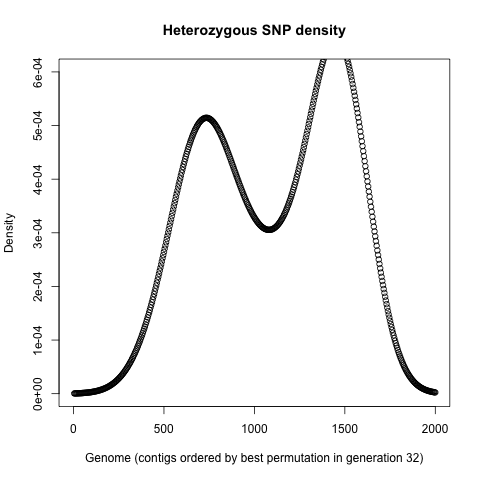 Heterozygous SNP density
Density
6e-04
5e-04
4e-04
3e-04
2e-04
1e-04
0e+00
0 500 1000 1500 2000
Genome (contigs ordered by best permutation in generation 32)